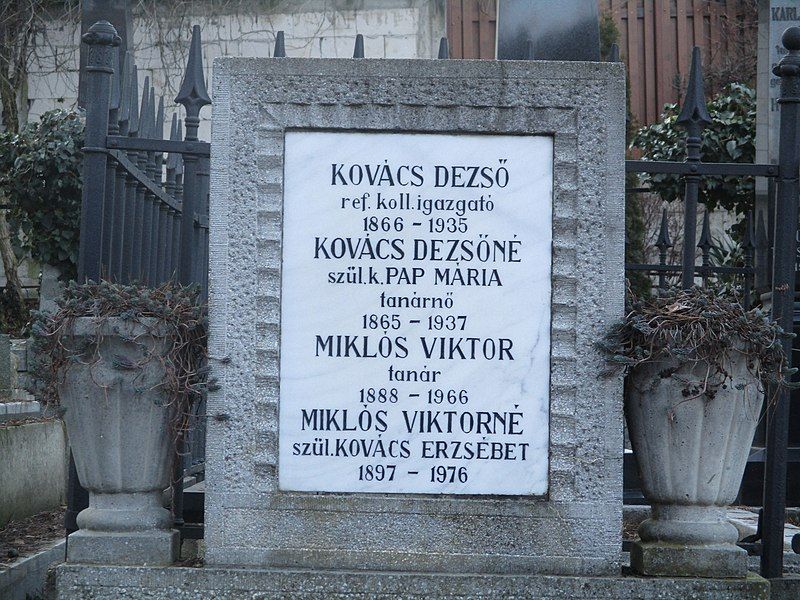 KOVÁCS DEZSŐ
ref. koll. igazgató
1866 - 1935
KOVÁCS DEZSŐNÉ
szül. k. PAP MÁRIA
tanárnő
1865 - 1937
MIKLÓS VIKTOR
tanár
1888 - 1966
MIKLÓS VIKTORNÉ
szül. KOVÁCS ERZSÉBET
1897 - 1976
KARL